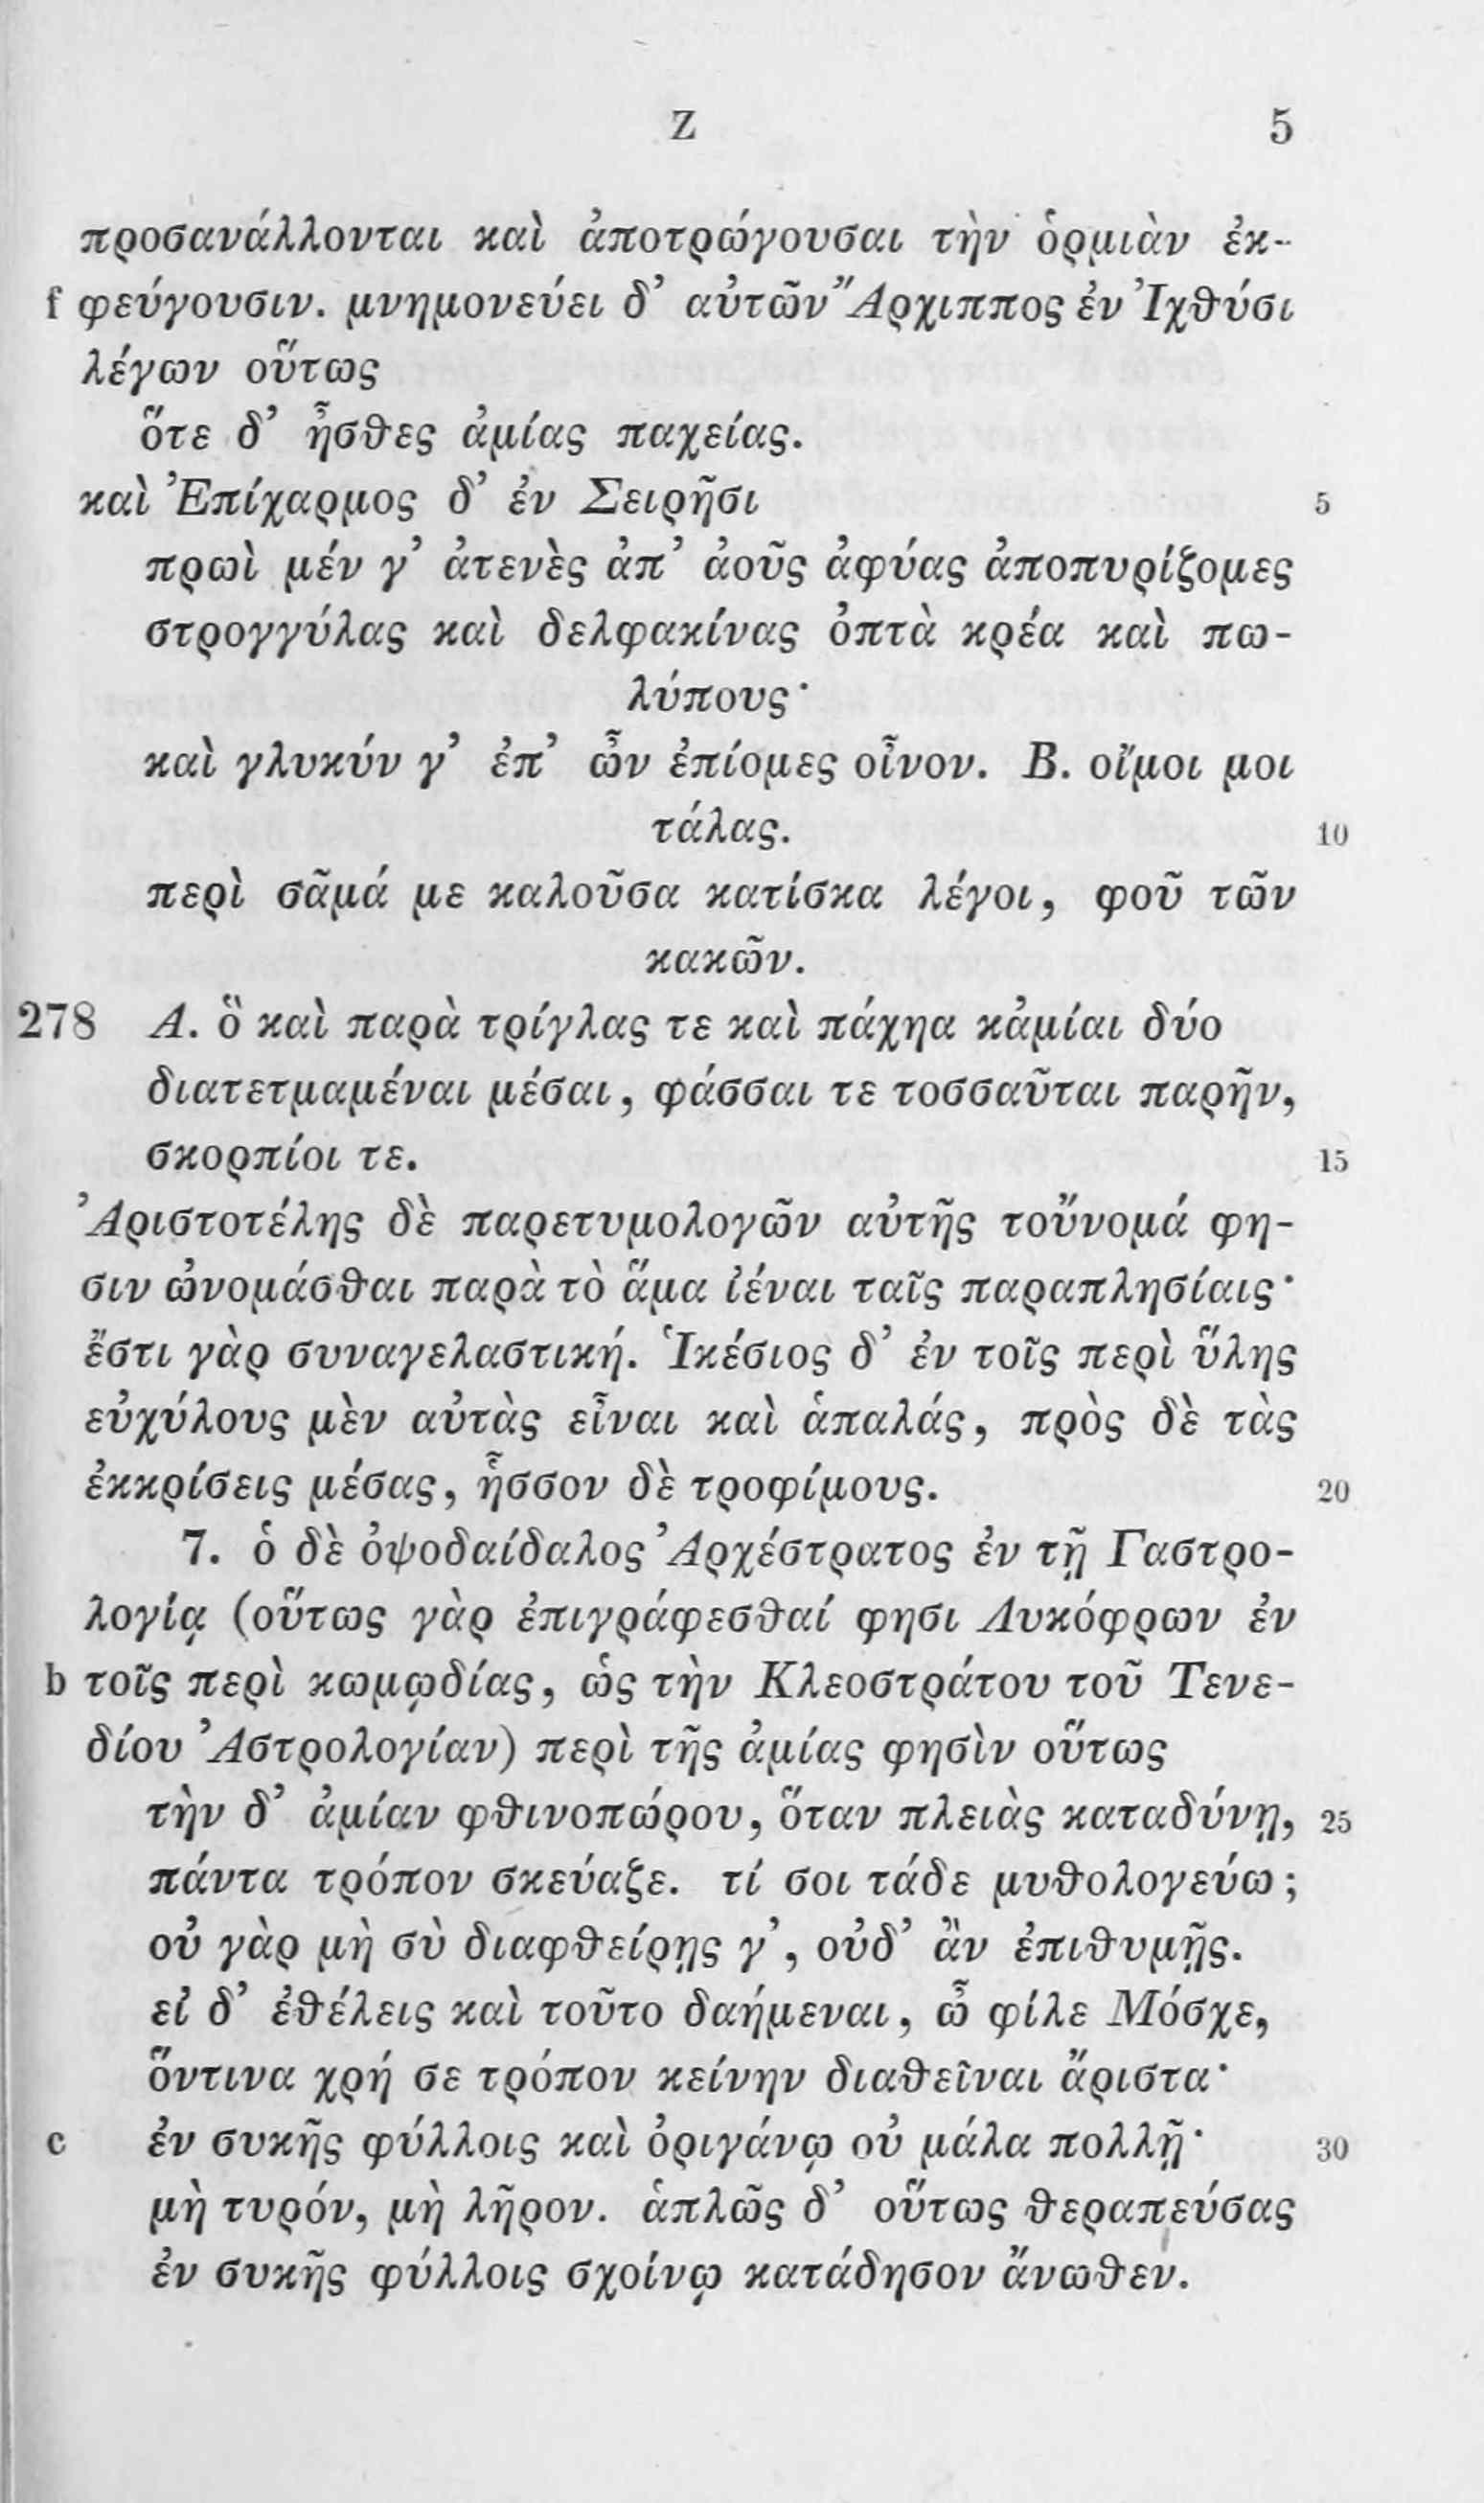 Z 5
προσανάλλονται καὶ ἀποτρώγουσαι τὴν ὁρμιὰν ἐκ-
f φεύγουσιν. μνημονεύει δ’ αὐτῶν Ἄρχιππος ἐν Ἰχθύσι
λέγων οὕτως
ὅτε δ’ ἦσθες ἀμίας παχείας.
καὶ Ἐπίχαρμος δ’ ἐν Σειρῆσι 5
πρωὶ μέν γ’ ἀτενὲς ἀπ’ ἀοῦς ἀφύας ἀποπυρίζομες
στρογγύλας καὶ δελφακίνας ὀπτὰ κρέα καὶ πω-
λύπους·
καὶ γλυκύν γ’ ἐπ’ ὦν ἐπίομες οἶνον. B. οἴμοι μοι
τάλας. 10
περὶ σᾶμά με καλοῦσα κατίσκα λέγοι, φοῦ τῶν
κακῶν.
278 A. ὃ καὶ παρὰ τρίγλας τε καὶ πάχηα κἀμίαι δύο
διατετμαμέναι μέσαι, φάσσαι τε τοσσαῦται παρῆν,
σκορπίοι τε. 15
Ἀριστοτέλης δὲ παρετυμολογῶν αὐτῆς τοὔνομά φη-
σιν ὠνομάσθαι παρὰ τὸ ἅμα ἰέναι ταῖς παραπλησίαις·
ἔστι γὰρ συναγελαστική. Ἱκέσιος δ’ ἐν τοῖς περὶ ὕλης
εὐχύλους μὲν αὐτὰς εἶναι καὶ ἁπαλάς, πρὸς δὲ τὰς
ἐκκρίσεις μέσας, ἧσσον δὲ τροφίμους. 20
7. ὁ δὲ ὀψοδαίδαλος Ἀρχέστρατος ἐν τῇ Γαστρο-
λογίᾳ (οὕτως γὰρ ἐπιγράφεσθαί φησι Λυκόφρων ἐν
b τοῖς περὶ κωμῳδίας, ὡς τὴν Κλεοστράτου τοῦ Τενε-
δίου Ἀστρολογίαν) περὶ τῆς ἀμίας φησὶν οὕτως
τὴν δ’ ἀμίαν φθινοπώρου, ὅταν πλειὰς καταδύνῃ, 25
πάντα τρόπον σκεύαζε. τί σοι τάδε μυθολογεύω;
οὐ γὰρ μὴ σὺ διαφθείρῃς γ’, οὐδ’ ἂν ἐπιθυμῇς.
εἰ δ’ ἐθέλεις καὶ τοῦτο δαήμεναι, ὦ φίλε Μόσχε,
ὅντινα χρή σε τρόπον κείνην διαθεῖναι ἄριστα·
c ἐν συκῆς φύλλοις καὶ ὀριγάνῳ οὐ μάλα πολλῇ· 30
μὴ τυρόν, μὴ λῆρον. ἁπλῶς δ’ οὕτως θεραπεύσας
ἐν συκῆς φύλλοις σχοίνῳ κατάδησον ἄνωθεν.